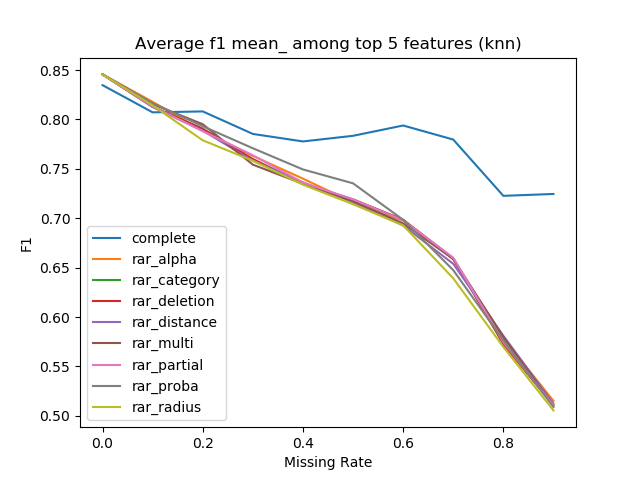 Average f1 mean_ among top 5 features (knn)
0.85
0.80
0.75
0.70
0.65
0.60
0.55
0.50
F1
complete
rar_alpha
rar_category
rar_deletion
rar_distance
rar_multi
rar_partial
rar_proba
rar_radius
0.0 0.2 0.4 0.6 0.8
Missing Rate